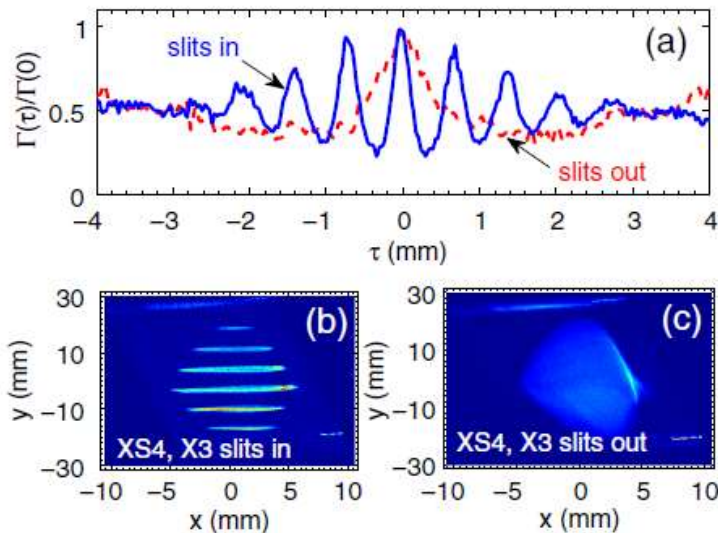 1
0.5
0
Γ(τ)/Γ(0)
slits in
(a)
slits out
−4 −3 −2 −1 0 1 2 3 4
τ (mm)
30
10
−10
−30
y (mm)
(b)
XS4, X3 slits in
−10 −5 0 5 10
x (mm)
30
10
−10
−30
y (mm)
(c)
XS4, X3 slits out
−10 −5 0 5 10
x (mm)